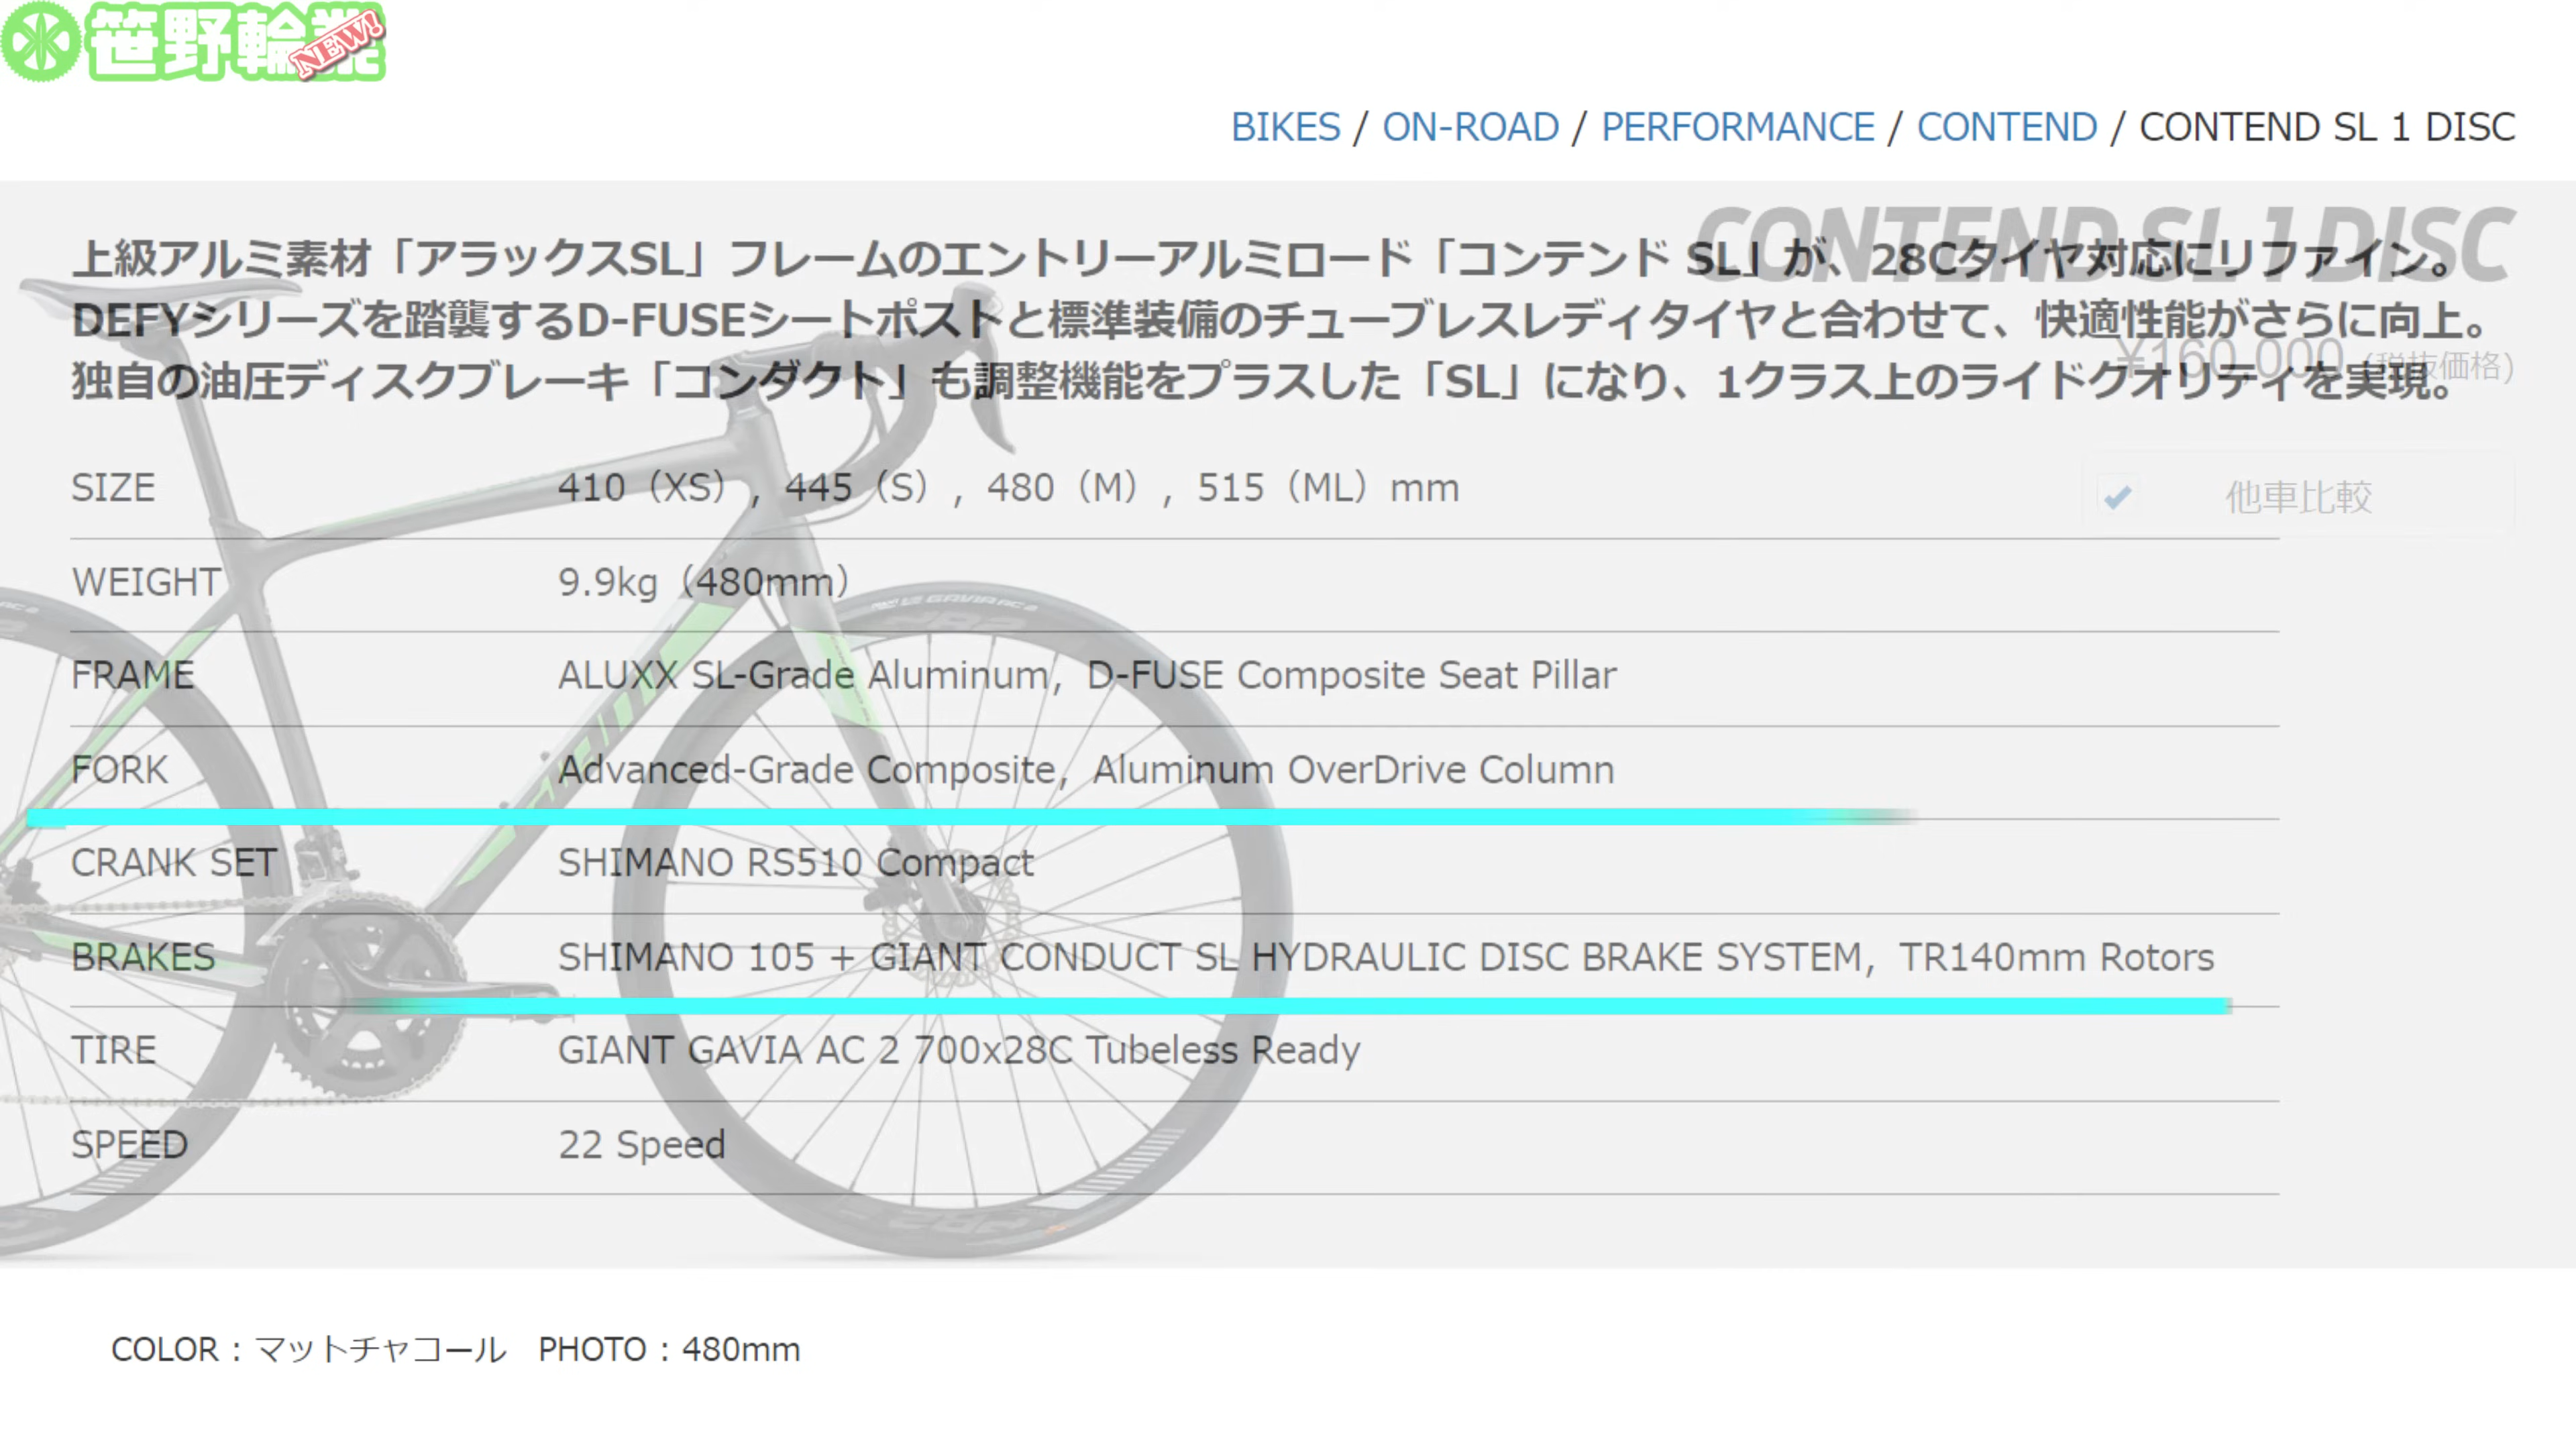 笹野輪業
NEW!
BIKES / ON-ROAD / PERFORMANCE / CONTEND / CONTEND SL 1 DISC
CONTEND SL 1 DISC
上級アルミ素材「アラックスSL」フレームのエントリーアルミロード「コンテンド SL」が、28Cタイヤ対応にリファイン。
DEFYシリーズを踏襲するD-FUSEシートポストと標準装備のチューブレスレディタイヤと合わせて、快適性能がさらに向上。
¥160,000 (税抜価格)
独自の油圧ディスクブレーキ「コンダクト」も調整機能をプラスした「SL」になり、1クラス上のライドクオリティを実現。
SIZE 410（XS）, 445（S）, 480（M）, 515（ML）mm
他車比較
WEIGHT 9.9kg（480mm）
GAVIA AC 2
FRAME ALUXX SL-Grade Aluminum, D-FUSE Composite Seat Pillar
FORK Advanced-Grade Composite, Aluminum OverDrive Column
CRANK SET SHIMANO RS510 Compact
BRAKES SHIMANO 105 + GIANT CONDUCT SL HYDRAULIC DISC BRAKE SYSTEM, TR140mm Rotors
TIRE GIANT GAVIA AC 2 700x28C Tubeless Ready
SPEED 22 Speed
COLOR : マットチャコール PHOTO : 480mm